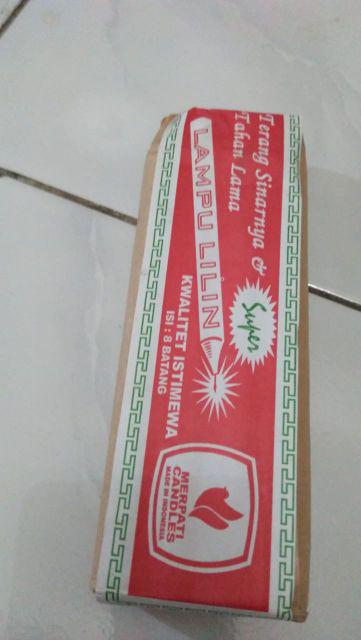 Terang Sinarnya &
Tahan Lama
LAMPU LILIN
Super
KWALITET ISTIMEWA
ISI : 8 BATANG
MERPATI
CANDLES
MADE IN INDONESIA